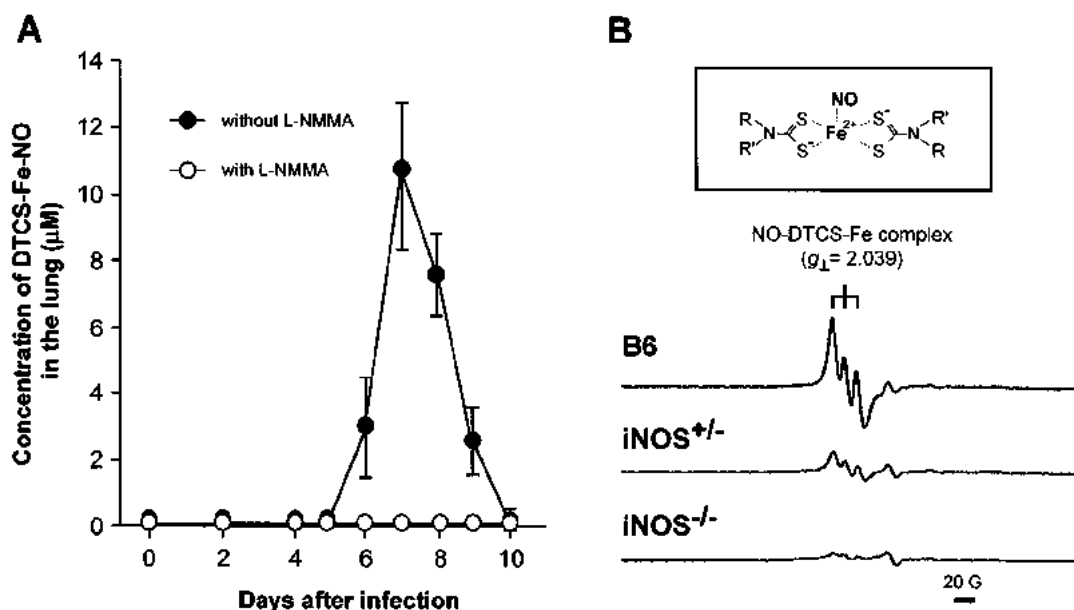 A
Concentration of DTCS-Fe-NO
in the lung (μM)
14
12
10
8
6
4
2
0
without L-NMMA
with L-NMMA
0 2 4 6 8 10
Days after infection
B
NO
R S S⁻ R'
N Fe²⁺ N
R' S⁻ S R
NO-DTCS-Fe complex
(g⊥= 2.039)
B6
iNOS⁺/⁻
iNOS⁻/⁻
20 G